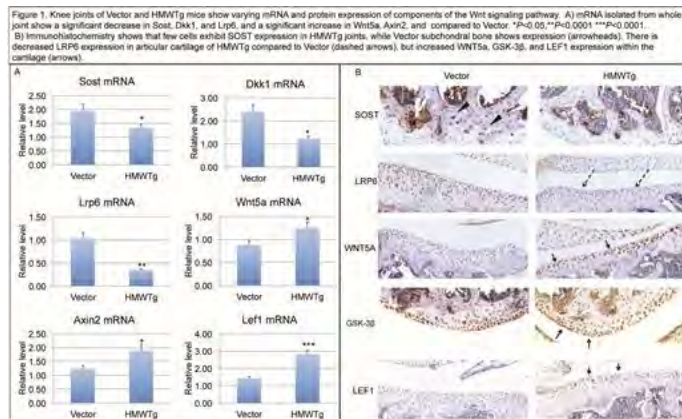 Figure 1. Knee joints of Vector and HMWTg mice show varying mRNA and protein expression of components of the Wnt signaling pathway. A) mRNA isolated from whole
joint show a significant decrease in Sost, Dkk1, and Lrp6, and a significant increase in Wnt5a, Axin2, and compared to Vector. *P<0.05,**P<0.0001 ***P<0.0001.
B) Immunohistochemistry shows that few cells exhibit SOST expression in HMWTg joints, while Vector subchondral bone shows expression (arrowheads). There is
decreased LRP6 expression in articular cartilage of HMWTg compared to Vector (dashed arrows), but increased WNT5a, GSK-3β, and LEF1 expression within the
cartilage (arrows).
A
Sost mRNA
Relative level
2.50
2.00
1.50
1.00
0.50
0.00
*
Vector
HMWTg
Dkk1 mRNA
Relative level
3.00
2.00
1.00
0.00
*
Vector
HMWTg
Lrp6 mRNA
Relative level
1.50
1.00
0.50
0.00
**
Vector
HMWTg
Wnt5a mRNA
Relative level
1.50
1.00
0.50
0.00
*
Vector
HMWTg
Axin2 mRNA
Relative level
2.50
2.00
1.50
1.00
0.50
0.00
*
Vector
HMWTg
Lef1 mRNA
Relative level
4.00
3.00
2.00
1.00
0.00
***
Vector
HMWTg
B
Vector
HMWTg
SOST
LRP6
WNT5A
GSK-3β
LEF1